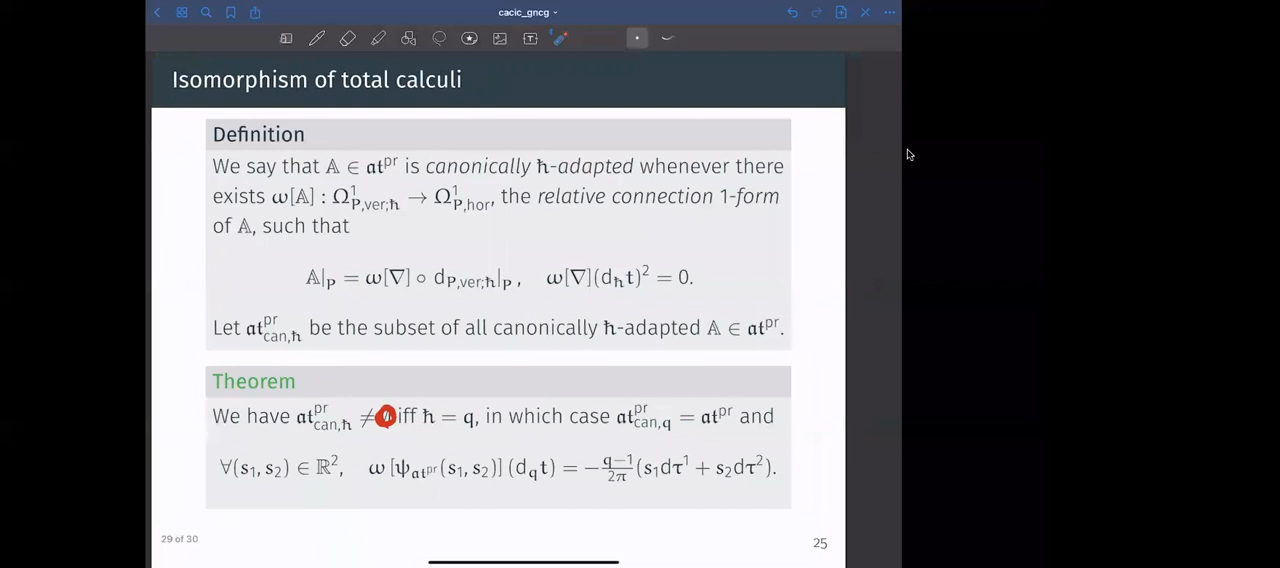 cacic_gncg
Isomorphism of total calculi
Definition
We say that 𝔸 ∈ 𝔞𝔱^pr is canonically ħ-adapted whenever there
exists ω[𝔸] : Ω¹_P,ver;ħ → Ω¹_P,hor, the relative connection 1-form
of 𝔸, such that
𝔸|_P = ω[∇] ∘ d_P,ver;ħ|_P , ω[∇](d_ħt)² = 0.
Let 𝔞𝔱^pr_can,ħ be the subset of all canonically ħ-adapted 𝔸 ∈ 𝔞𝔱^pr.
Theorem
We have 𝔞𝔱^pr_can,ħ ≠ iff ħ = q, in which case 𝔞𝔱^pr_can,q = 𝔞𝔱^pr and
∀(s₁, s₂) ∈ ℝ², ω [ψ_𝔞𝔱^pr(s₁, s₂)] (d_qt) = −(q−1)/(2π) (s₁dτ¹ + s₂dτ²).
29 of 30
25